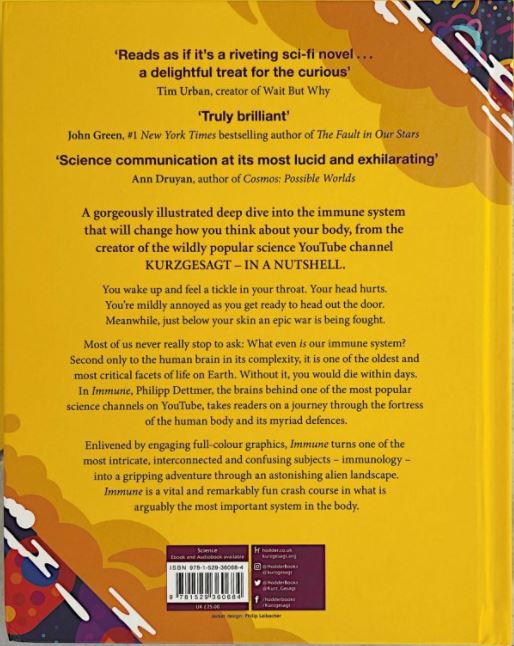 ‘Reads as if it’s a riveting sci-fi novel . . .
a delightful treat for the curious’
Tim Urban, creator of Wait But Why
‘Truly brilliant’
John Green, #1 New York Times bestselling author of The Fault in Our Stars
‘Science communication at its most lucid and exhilarating’
Ann Druyan, author of Cosmos: Possible Worlds
A gorgeously illustrated deep dive into the immune system
that will change how you think about your body, from the
creator of the wildly popular science YouTube channel
KURZGESAGT – IN A NUTSHELL.
You wake up and feel a tickle in your throat. Your head hurts.
You’re mildly annoyed as you get ready to head out the door.
Meanwhile, just below your skin an epic war is being fought.
Most of us never really stop to ask: What even is our immune system?
Second only to the human brain in its complexity, it is one of the oldest and
most critical facets of life on Earth. Without it, you would die within days.
In Immune, Philipp Dettmer, the brains behind one of the most popular
science channels on YouTube, takes readers on a journey through the fortress
of the human body and its myriad defences.
Enlivened by engaging full-colour graphics, Immune turns one of the
most intricate, interconnected and confusing subjects – immunology –
into a gripping adventure through an astonishing alien landscape.
Immune is a vital and remarkably fun crash course in what is
arguably the most important system in the body.
Science
Ebook and Audiobook available
ISBN 978-1-529-36068-4
9 781529 360684
UK £25.00
hodder.co.uk
kurzgesagt.org
@HodderBooks
@kurzgesagt
@HodderBooks
@Kurz_Gesagt
/HodderBooks
/Kurzgesagt
Jacket design: Philip Laibacher